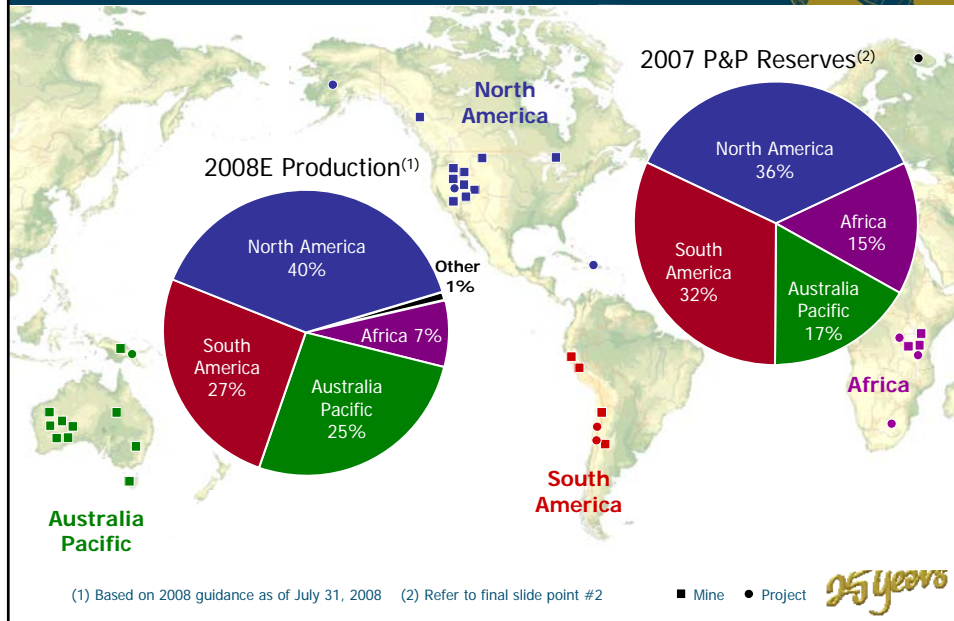 2007 P&P Reserves(2)
North
America
North America
36%
2008E Production(1)
Africa
15%
South
America
32%
North America
40%
Other
1%
Australia
Pacific
17%
Africa 7%
South
America
27%
Australia
Pacific
25%
Africa
South
America
Australia
Pacific
(1) Based on 2008 guidance as of July 31, 2008 (2) Refer to final slide point #2
Mine
Project
25 years